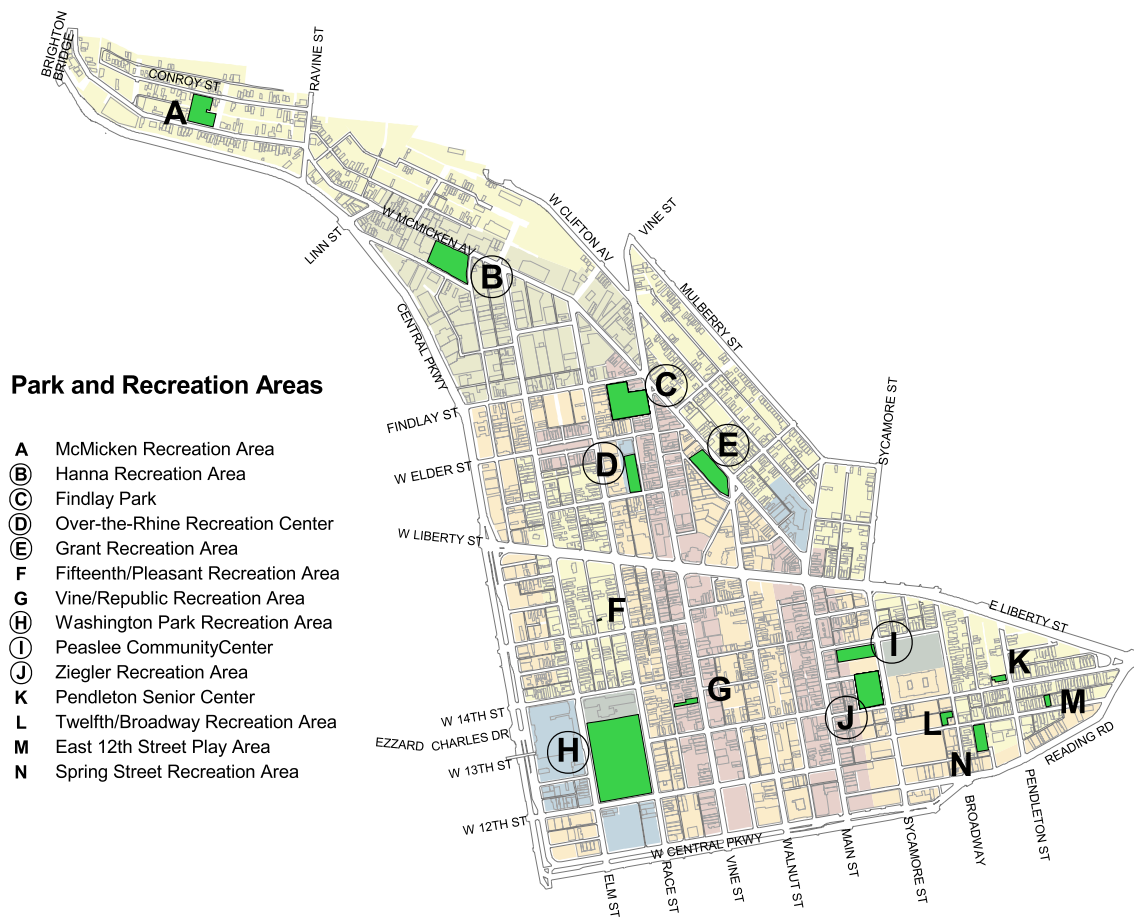 BRIGHTON
BRIDGE
CONROY ST
RAVINE ST
A
W MCMICKEN AV
W CLIFTON AV
VINE ST
LINN ST
B
MULBERRY ST
CENTRAL PKWY
Park and Recreation Areas
A McMicken Recreation Area
B Hanna Recreation Area
C Findlay Park
D Over-the-Rhine Recreation Center
E Grant Recreation Area
F Fifteenth/Pleasant Recreation Area
G Vine/Republic Recreation Area
H Washington Park Recreation Area
I Peaslee CommunityCenter
J Ziegler Recreation Area
K Pendleton Senior Center
L Twelfth/Broadway Recreation Area
M East 12th Street Play Area
N Spring Street Recreation Area
C
FINDLAY ST
SYCAMORE ST
E
D
W ELDER ST
W LIBERTY ST
F
E LIBERTY ST
I
K
G
M
J
L
W 14TH ST
EZZARD CHARLES DR
H
N
READING RD
W 13TH ST
W 12TH ST
W CENTRAL PKWY
ELM ST
RACE ST
VINE ST
WALNUT ST
MAIN ST
SYCAMORE ST
BROADWAY
PENDLETON ST